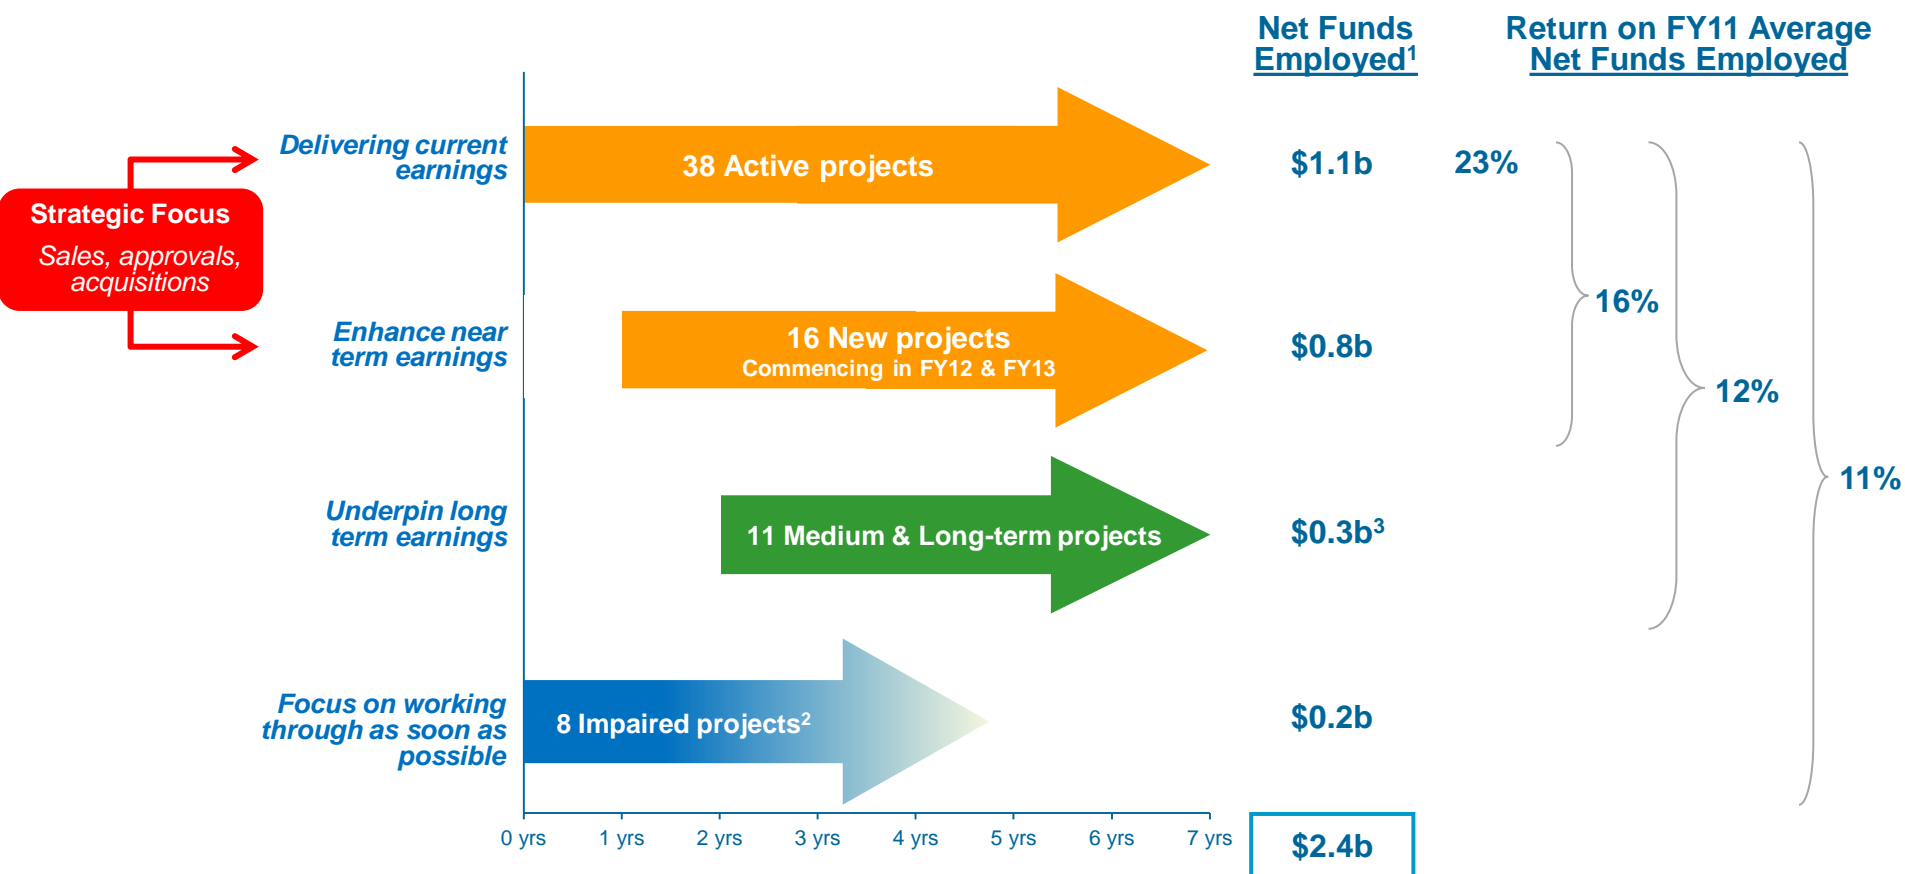 Net Funds
Employed¹
Return on FY11 Average
Net Funds Employed
Delivering current
earnings
38 Active projects
$1.1b
23%
Strategic Focus
Sales, approvals,
acquisitions
16%
Enhance near
term earnings
16 New projects
Commencing in FY12 & FY13
$0.8b
12%
11%
Underpin long
term earnings
11 Medium & Long-term projects
$0.3b³
Focus on working
through as soon as
possible
8 Impaired projects²
$0.2b
0 yrs
1 yrs
2 yrs
3 yrs
4 yrs
5 yrs
6 yrs
7 yrs
$2.4b